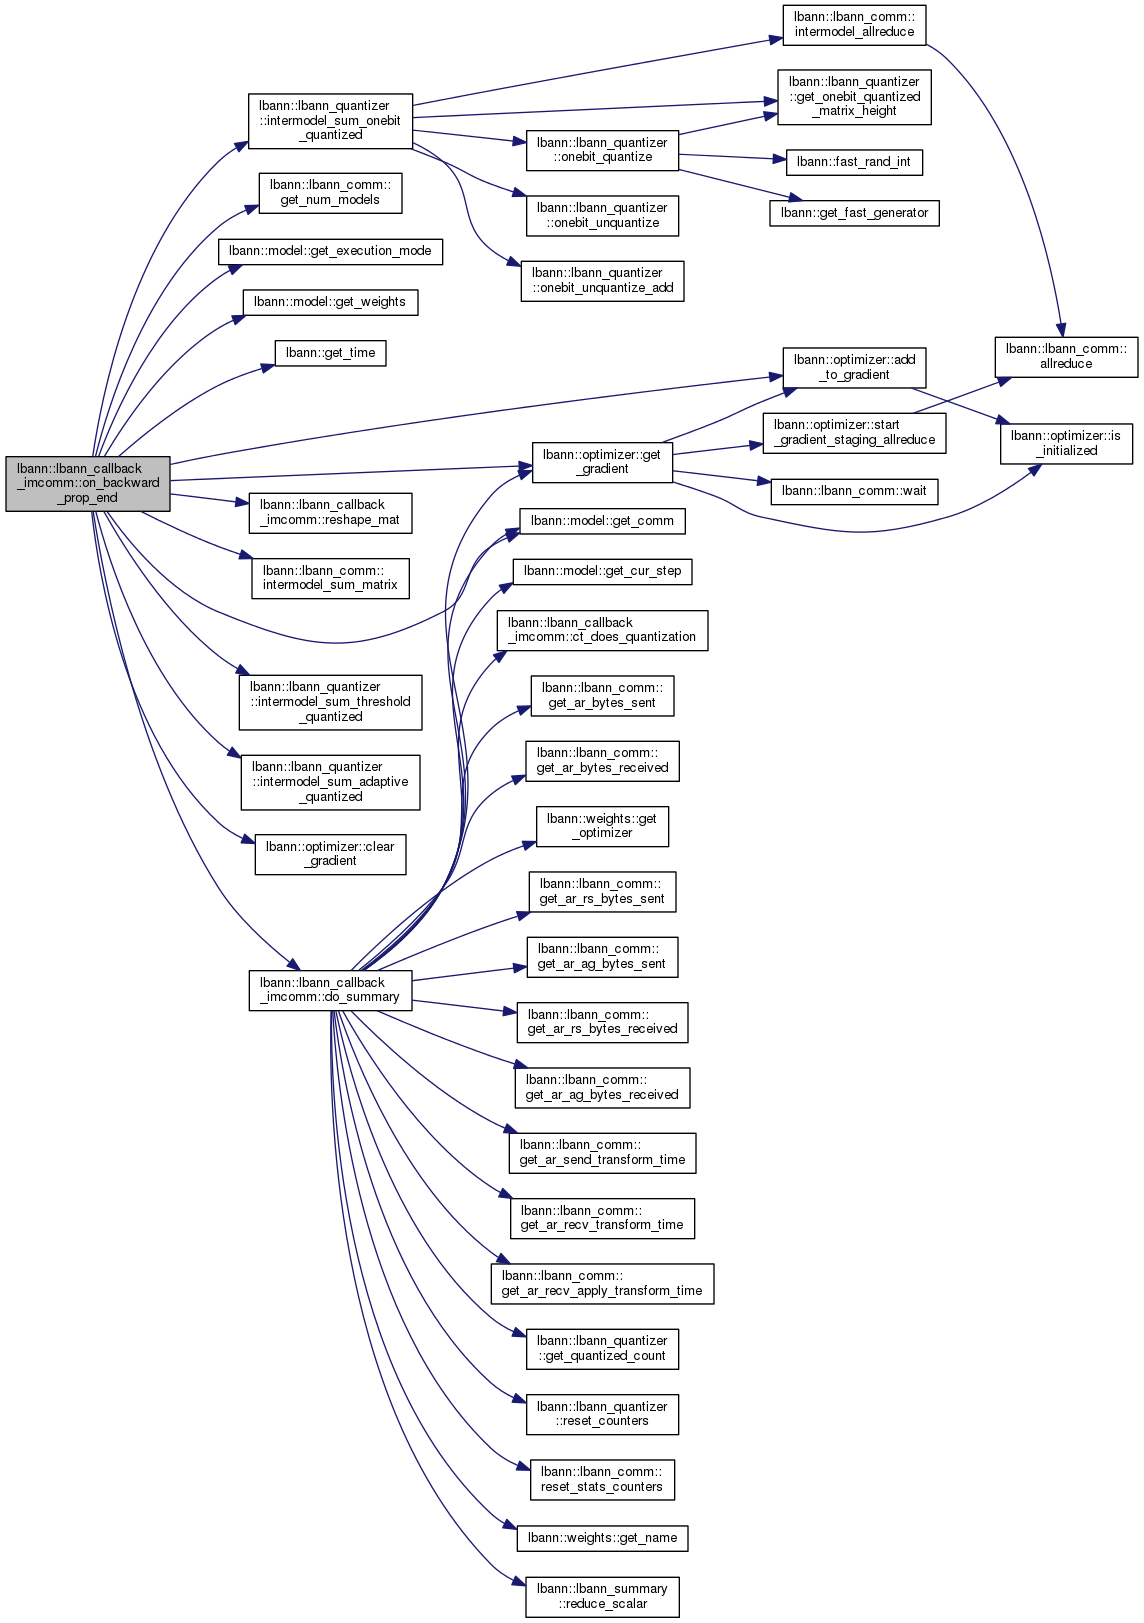 lbann::lbann_callback
_imcomm::on_backward
_prop_end
lbann::lbann_quantizer
::intermodel_sum_onebit
_quantized
lbann::lbann_comm::
get_num_models
lbann::model::get_execution_mode
lbann::model::get_weights
lbann::get_time
lbann::lbann_callback
_imcomm::reshape_mat
lbann::lbann_comm::
intermodel_sum_matrix
lbann::lbann_quantizer
::intermodel_sum_threshold
_quantized
lbann::lbann_quantizer
::intermodel_sum_adaptive
_quantized
lbann::optimizer::clear
_gradient
lbann::lbann_callback
_imcomm::do_summary
lbann::lbann_quantizer
::onebit_quantize
lbann::lbann_quantizer
::onebit_unquantize
lbann::lbann_quantizer
::onebit_unquantize_add
lbann::optimizer::get
_gradient
lbann::model::get_comm
lbann::model::get_cur_step
lbann::lbann_callback
_imcomm::ct_does_quantization
lbann::lbann_comm::
get_ar_bytes_sent
lbann::lbann_comm::
get_ar_bytes_received
lbann::weights::get
_optimizer
lbann::lbann_comm::
get_ar_rs_bytes_sent
lbann::lbann_comm::
get_ar_ag_bytes_sent
lbann::lbann_comm::
get_ar_rs_bytes_received
lbann::lbann_comm::
get_ar_ag_bytes_received
lbann::lbann_comm::
get_ar_send_transform_time
lbann::lbann_comm::
get_ar_recv_transform_time
lbann::lbann_comm::
get_ar_recv_apply_transform_time
lbann::lbann_quantizer
::get_quantized_count
lbann::lbann_quantizer
::reset_counters
lbann::lbann_comm::
reset_stats_counters
lbann::weights::get_name
lbann::lbann_summary
::reduce_scalar
lbann::lbann_comm::
intermodel_allreduce
lbann::lbann_quantizer
::get_onebit_quantized
_matrix_height
lbann::fast_rand_int
lbann::get_fast_generator
lbann::optimizer::add
_to_gradient
lbann::optimizer::start
_gradient_staging_allreduce
lbann::lbann_comm::wait
lbann::lbann_comm::
allreduce
lbann::optimizer::is
_initialized